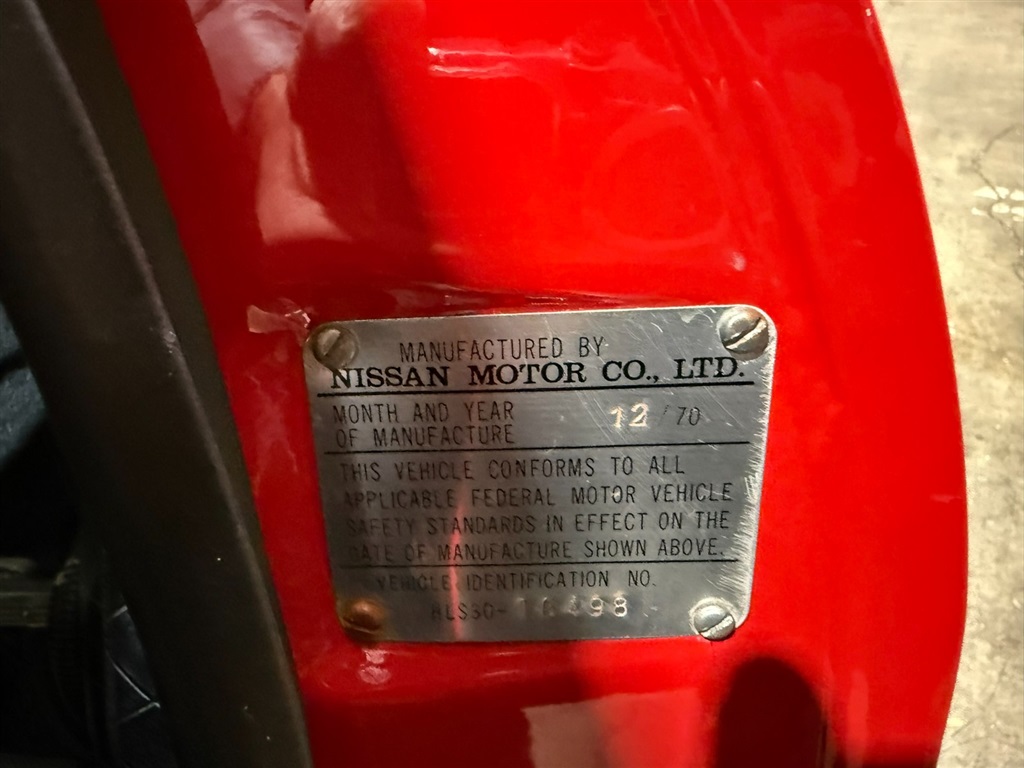 MANUFACTURED BY
NISSAN MOTOR CO., LTD.
MONTH AND YEAR
OF MANUFACTURE
12/70
THIS VEHICLE CONFORMS TO ALL
APPLICABLE FEDERAL MOTOR VEHICLE
SAFETY STANDARDS IN EFFECT ON THE
DATE OF MANUFACTURE SHOWN ABOVE.
VEHICLE IDENTIFICATION NO.